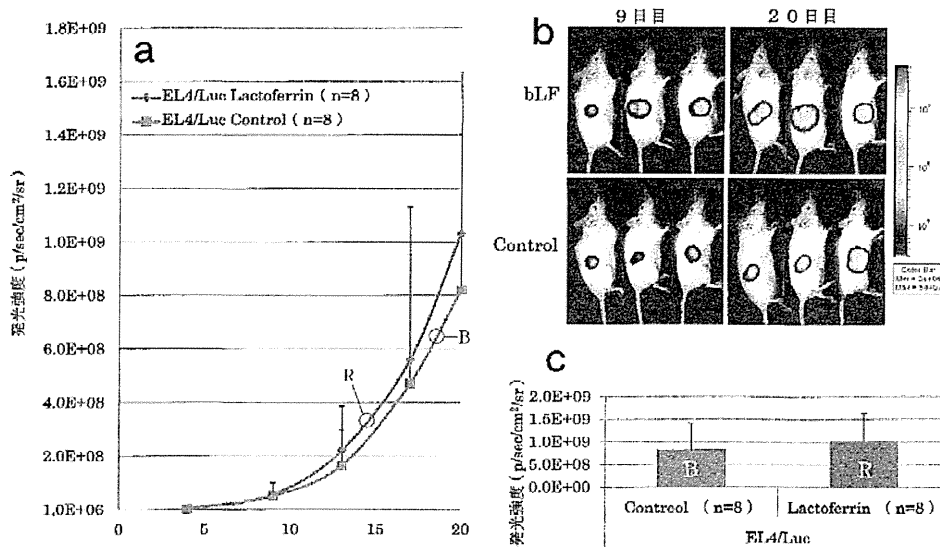 a
1.8E+09
1.6E+09
1.4E+09
1.2E+09
1.0E+09
8.0E+08
6.0E+08
4.0E+08
2.0E+08
1.0E+06
発光強度 ( p/sec/cm²/sr)
EL4/Luc Lactoferrin ( n=8 )
EL4/Luc Control ( n=8 )
R
B
0 5 10 15 20
b
9日目 20日目
bLF
Control
Color Bar
c
発光強度 ( p/sec/cm²/sr)
2.0E+09
1.5E+09
1.0E+09
5.0E+08
0.0E+00
B R
Control ( n=8 ) Lactoferrin ( n=8 )
EL4/Luc